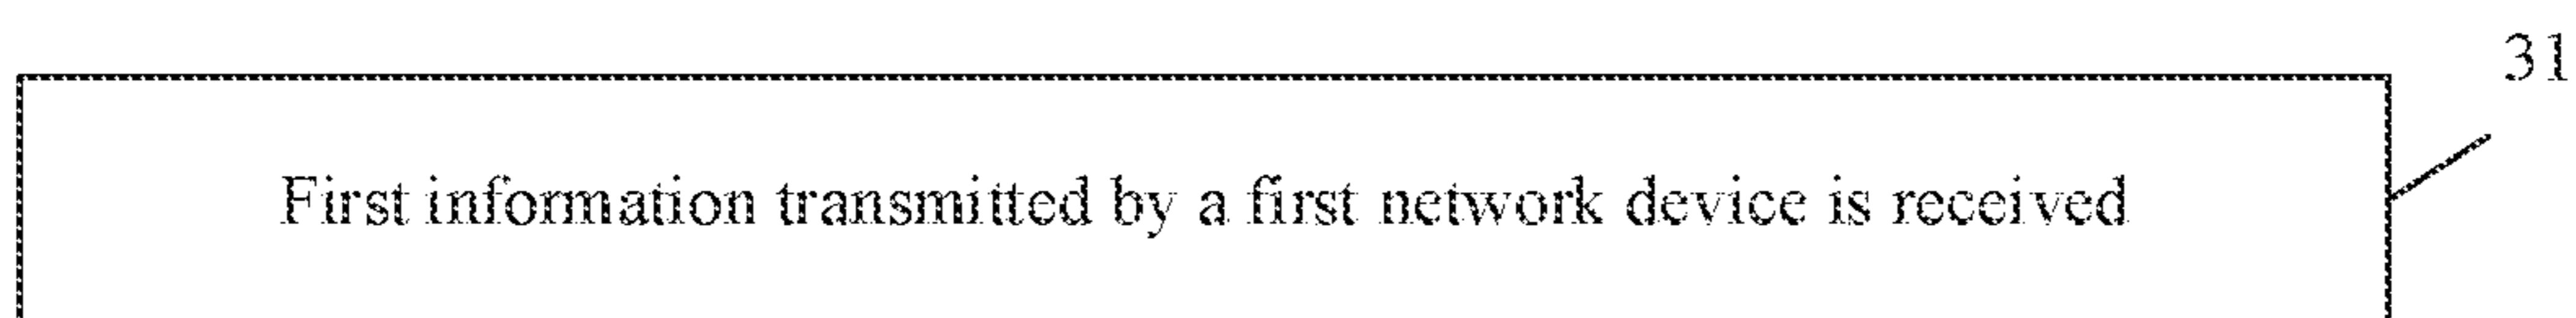 31
First information transmitted by a first network device is received